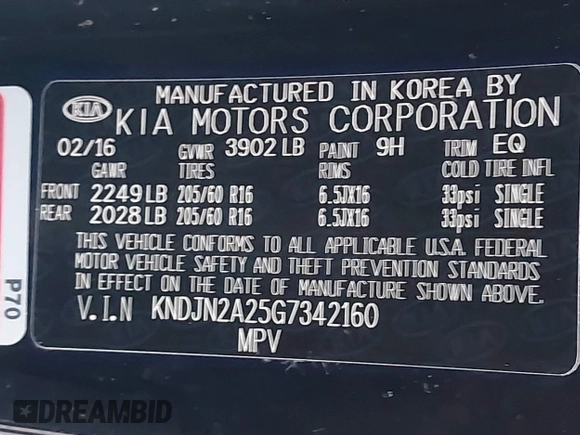 MANUFACTURED IN KOREA BY
KIA KIA MOTORS CORPORATION
02/16 GVWR 3902 LB PAINT 9H TRIM EQ
GAWR TIRES RIMS COLD TIRE INFL
FRONT 2249 LB 205/60 R16 6.5JX16 33psi SINGLE
REAR 2028 LB 205/60 R16 6.5JX16 33psi SINGLE
THIS VEHICLE CONFORMS TO ALL APPLICABLE U.S.A. FEDERAL
MOTOR VEHICLE SAFETY AND THEFT PREVENTION STANDARDS
IN EFFECT ON THE DATE OF MANUFACTURE SHOWN ABOVE.
V.I.N KNDJN2A25G7342160
MPV
P70
DREAMBID